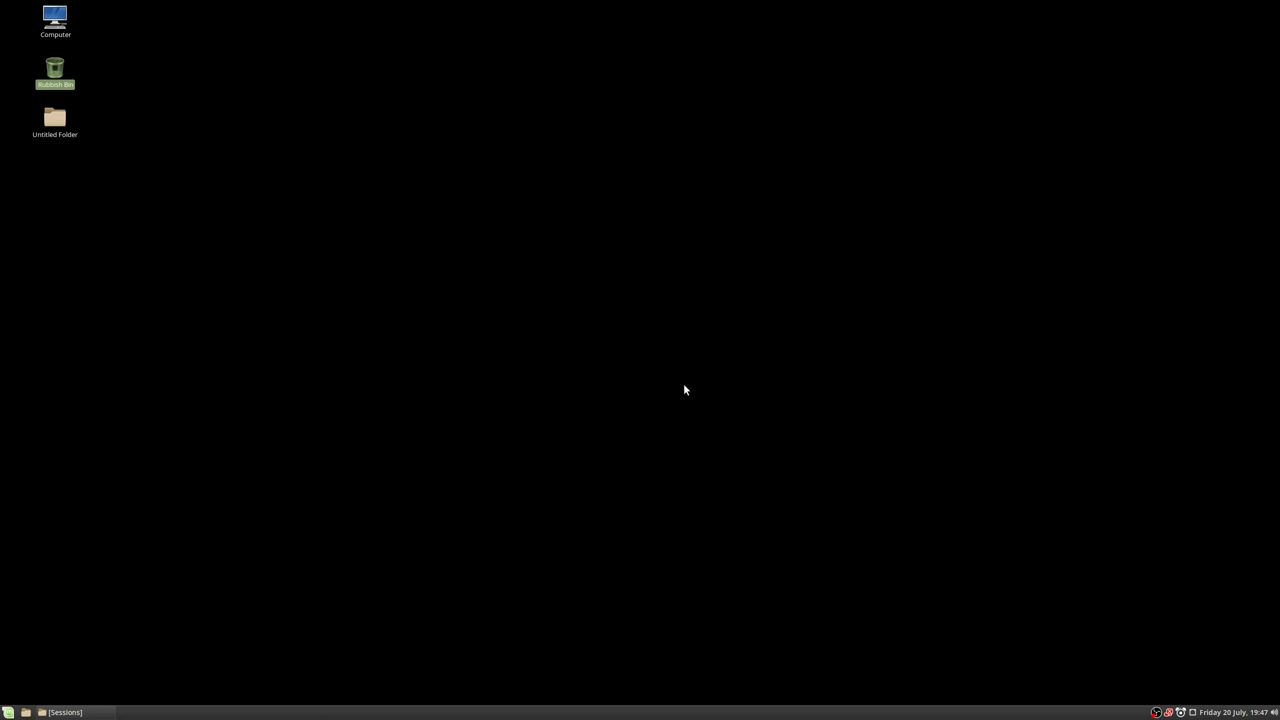 Computer
Rubbish Bin
Untitled Folder
[Sessions]
Friday 20 July, 19:47